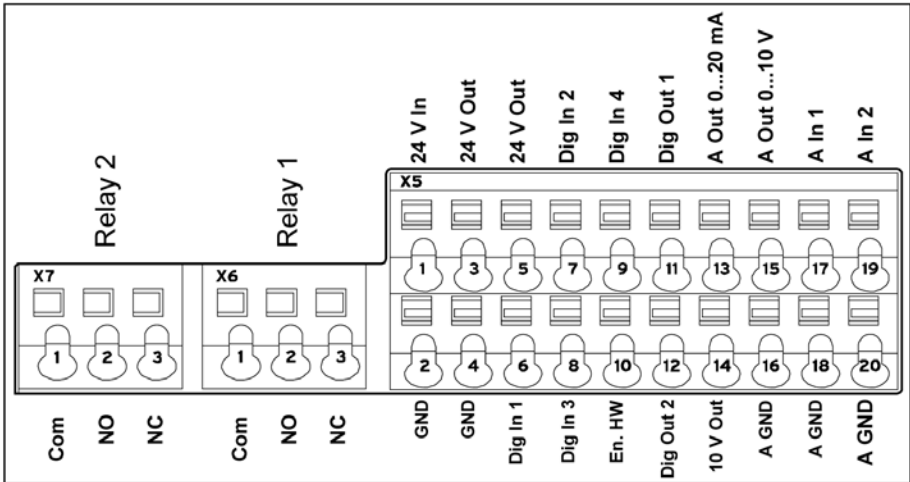 24 V In
24 V Out
24 V Out
Dig In 2
Dig In 4
Dig Out 1
A Out 0...20 mA
A Out 0...10 V
A In 1
A In 2
Relay 2
Relay 1
X5
1 3 5 7 9 11 13 15 17 19
X7
X6
1 2 3
1 2 3
2 4 6 8 10 12 14 16 18 20
Com
NO
NC
Com
NO
NC
GND
GND
Dig In 1
Dig In 3
En. HW
Dig Out 2
10 V Out
A GND
A GND
A GND